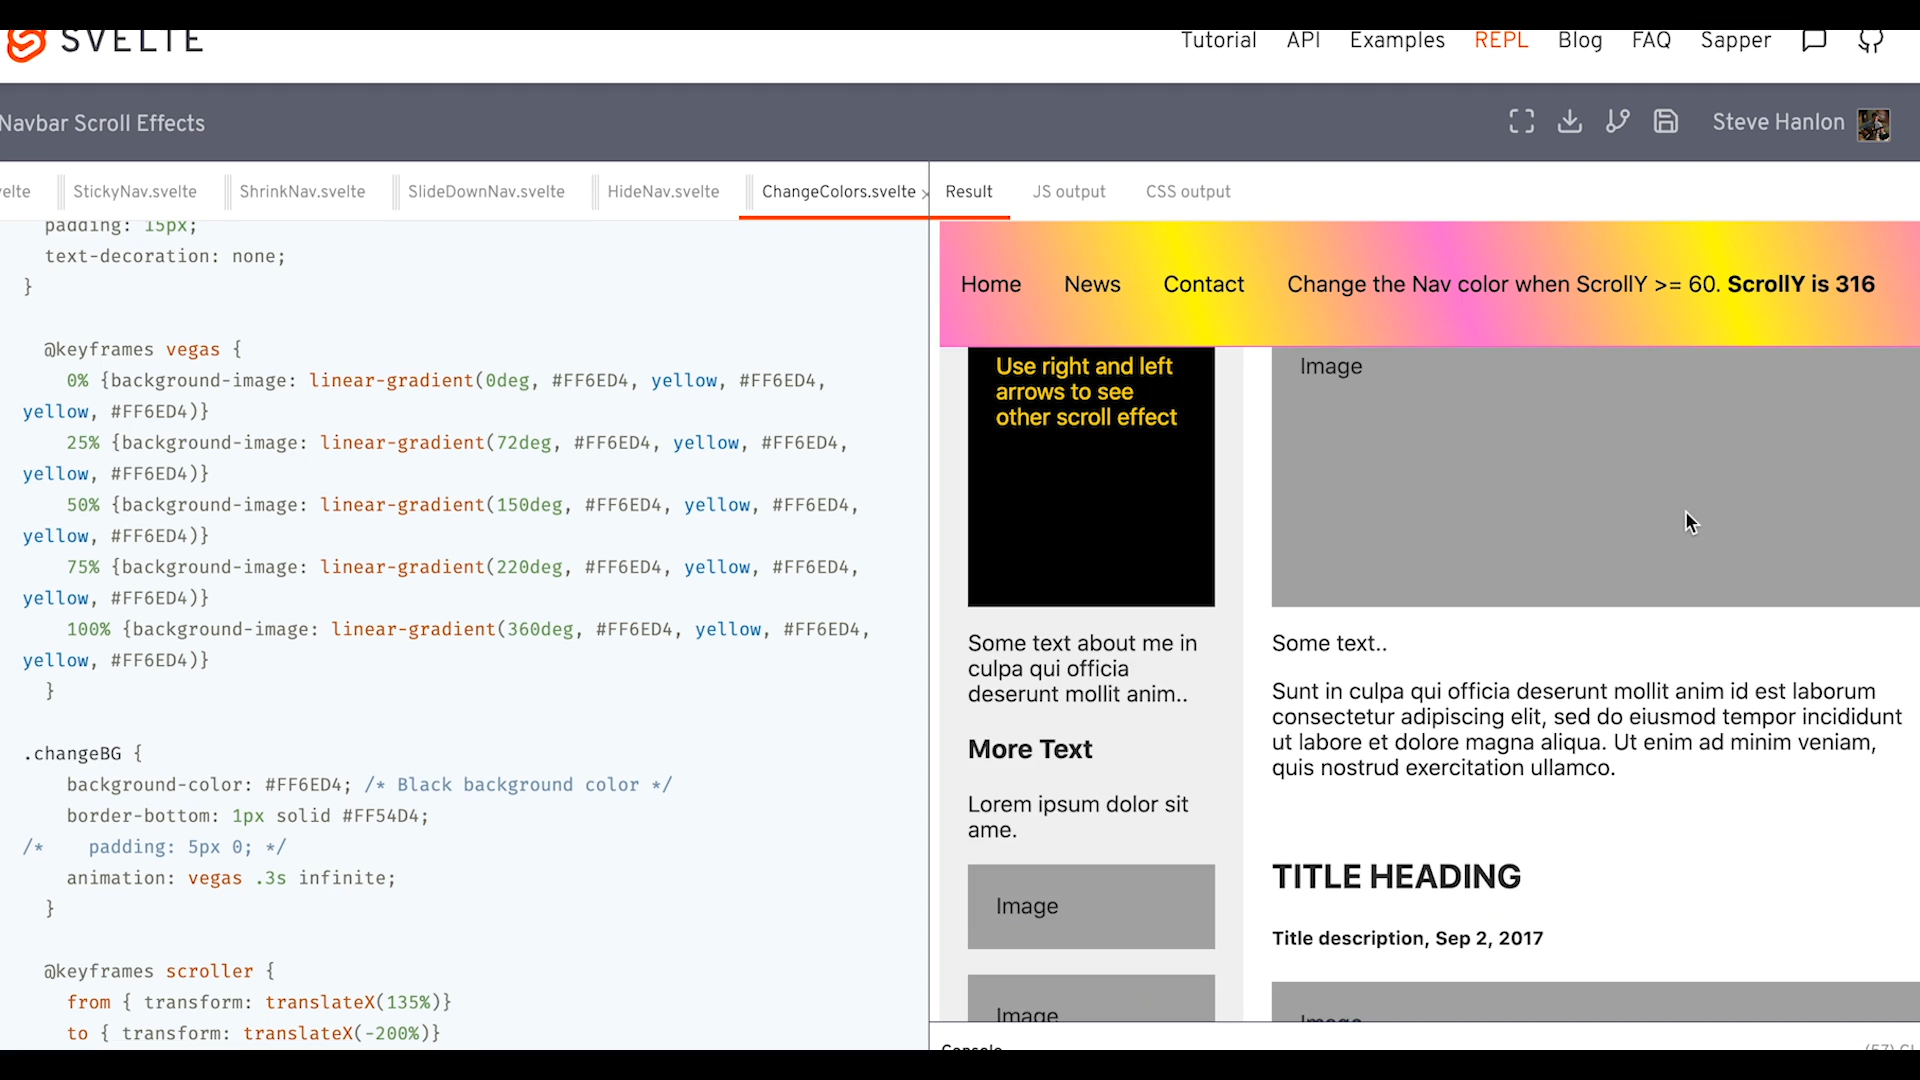 SVELTE
Tutorial API Examples REPL Blog FAQ Sapper
Navbar Scroll Effects
Steve Hanlon
velte StickyNav.svelte ShrinkNav.svelte SlideDownNav.svelte HideNav.svelte ChangeColors.svelte ×
Result JS output CSS output
padding: 15px;
text-decoration: none;
}
@keyframes vegas {
0% {background-image: linear-gradient(0deg, #FF6ED4, yellow, #FF6ED4,
yellow, #FF6ED4)}
25% {background-image: linear-gradient(72deg, #FF6ED4, yellow, #FF6ED4,
yellow, #FF6ED4)}
50% {background-image: linear-gradient(150deg, #FF6ED4, yellow, #FF6ED4,
yellow, #FF6ED4)}
75% {background-image: linear-gradient(220deg, #FF6ED4, yellow, #FF6ED4,
yellow, #FF6ED4)}
100% {background-image: linear-gradient(360deg, #FF6ED4, yellow, #FF6ED4,
yellow, #FF6ED4)}
}
.changeBG {
background-color: #FF6ED4; /* Black background color */
border-bottom: 1px solid #FF54D4;
/* padding: 5px 0; */
animation: vegas .3s infinite;
}
@keyframes scroller {
from { transform: translateX(135%)}
to { transform: translateX(-200%)}
Home News Contact Change the Nav color when ScrollY >= 60. ScrollY is 316
Use right and left
arrows to see
other scroll effect
Some text about me in
culpa qui officia
deserunt mollit anim..
More Text
Lorem ipsum dolor sit
ame.
Image
Image
Image
Some text..
Sunt in culpa qui officia deserunt mollit anim id est laborum
consectetur adipiscing elit, sed do eiusmod tempor incididunt
ut labore et dolore magna aliqua. Ut enim ad minim veniam,
quis nostrud exercitation ullamco.
TITLE HEADING
Title description, Sep 2, 2017
Image
Console